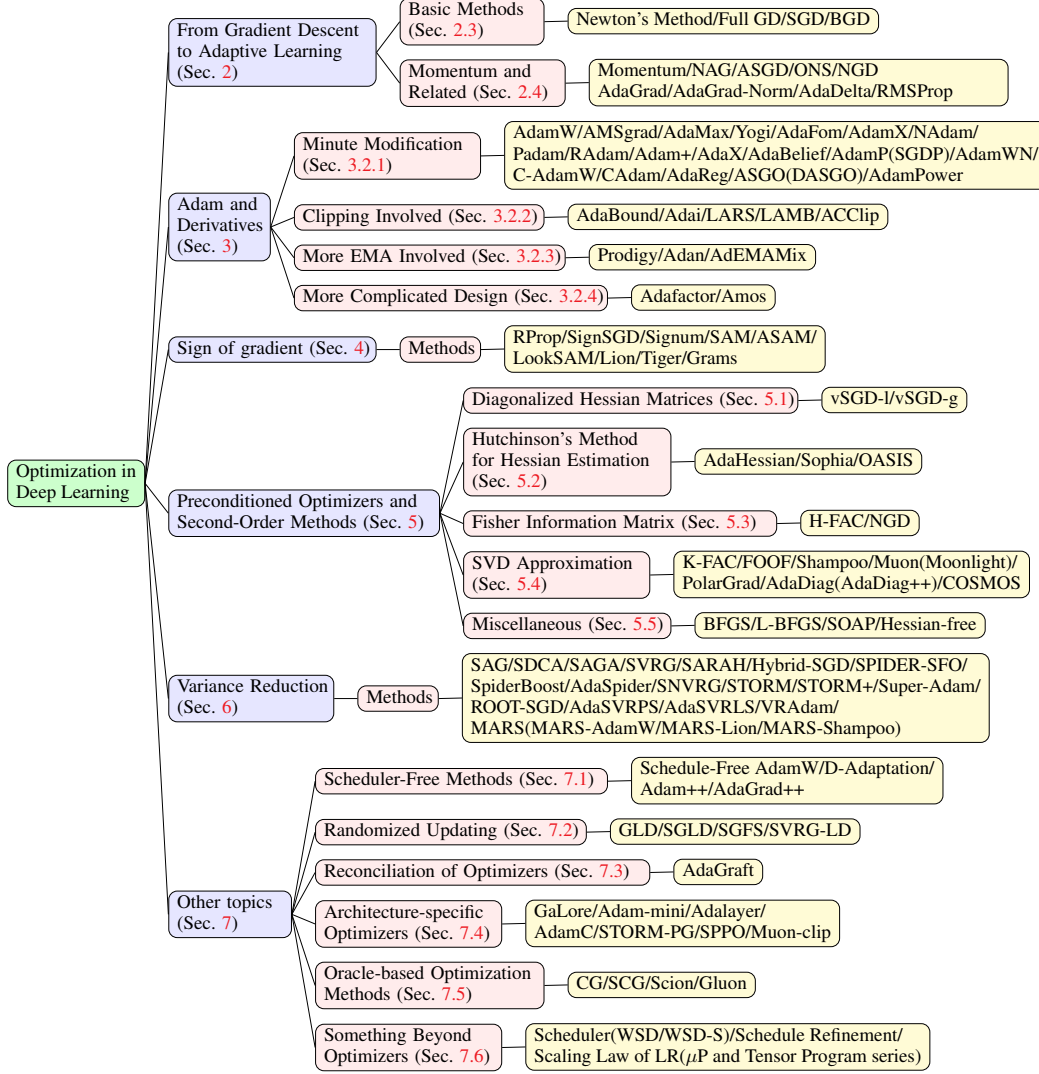 Optimization in
Deep Learning
From Gradient Descent
to Adaptive Learning
(Sec. 2)
Basic Methods
(Sec. 2.3)
Newton's Method/Full GD/SGD/BGD
Momentum and
Related (Sec. 2.4)
Momentum/NAG/ASGD/ONS/NGD
AdaGrad/AdaGrad-Norm/AdaDelta/RMSProp
Adam and
Derivatives
(Sec. 3)
Minute Modification
(Sec. 3.2.1)
AdamW/AMSgrad/AdaMax/Yogi/AdaFom/AdamX/NAdam/
Padam/RAdam/Adam+/AdaX/AdaBelief/AdamP(SGDP)/AdamWN/
C-AdamW/CAdam/AdaReg/ASGO(DASGO)/AdamPower
Clipping Involved (Sec. 3.2.2)
AdaBound/Adai/LARS/LAMB/ACClip
More EMA Involved (Sec. 3.2.3)
Prodigy/Adan/AdEMAMix
More Complicated Design (Sec. 3.2.4)
Adafactor/Amos
Sign of gradient (Sec. 4)
Methods
RProp/SignSGD/Signum/SAM/ASAM/
LookSAM/Lion/Tiger/Grams
Preconditioned Optimizers and
Second-Order Methods (Sec. 5)
Diagonalized Hessian Matrices (Sec. 5.1)
vSGD-l/vSGD-g
Hutchinson's Method
for Hessian Estimation
(Sec. 5.2)
AdaHessian/Sophia/OASIS
Fisher Information Matrix (Sec. 5.3)
H-FAC/NGD
SVD Approximation
(Sec. 5.4)
K-FAC/FOOF/Shampoo/Muon(Moonlight)/
PolarGrad/AdaDiag(AdaDiag++)/COSMOS
Miscellaneous (Sec. 5.5)
BFGS/L-BFGS/SOAP/Hessian-free
Variance Reduction
(Sec. 6)
Methods
SAG/SDCA/SAGA/SVRG/SARAH/Hybrid-SGD/SPIDER-SFO/
SpiderBoost/AdaSpider/SNVRG/STORM/STORM+/Super-Adam/
ROOT-SGD/AdaSVRPS/AdaSVRLS/VRAdam/
MARS(MARS-AdamW/MARS-Lion/MARS-Shampoo)
Other topics
(Sec. 7)
Scheduler-Free Methods (Sec. 7.1)
Schedule-Free AdamW/D-Adaptation/
Adam++/AdaGrad++
Randomized Updating (Sec. 7.2)
GLD/SGLD/SGFS/SVRG-LD
Reconciliation of Optimizers (Sec. 7.3)
AdaGraft
Architecture-specific
Optimizers (Sec. 7.4)
GaLore/Adam-mini/Adalayer/
AdamC/STORM-PG/SPPO/Muon-clip
Oracle-based Optimization
Methods (Sec. 7.5)
CG/SCG/Scion/Gluon
Something Beyond
Optimizers (Sec. 7.6)
Scheduler(WSD/WSD-S)/Schedule Refinement/
Scaling Law of LR(μP and Tensor Program series)